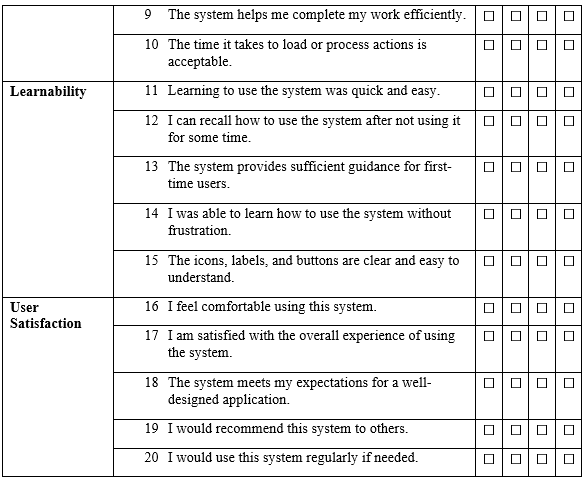 9 The system helps me complete my work efficiently. ☐ ☐ ☐ ☐
10 The time it takes to load or process actions is ☐ ☐ ☐ ☐
acceptable.
Learnability 11 Learning to use the system was quick and easy. ☐ ☐ ☐ ☐
12 I can recall how to use the system after not using it ☐ ☐ ☐ ☐
for some time.
13 The system provides sufficient guidance for first- ☐ ☐ ☐ ☐
time users.
14 I was able to learn how to use the system without ☐ ☐ ☐ ☐
frustration.
15 The icons, labels, and buttons are clear and easy to ☐ ☐ ☐ ☐
understand.
User 16 I feel comfortable using this system. ☐ ☐ ☐ ☐
Satisfaction
17 I am satisfied with the overall experience of using ☐ ☐ ☐ ☐
the system.
18 The system meets my expectations for a well- ☐ ☐ ☐ ☐
designed application.
19 I would recommend this system to others. ☐ ☐ ☐ ☐
20 I would use this system regularly if needed. ☐ ☐ ☐ ☐